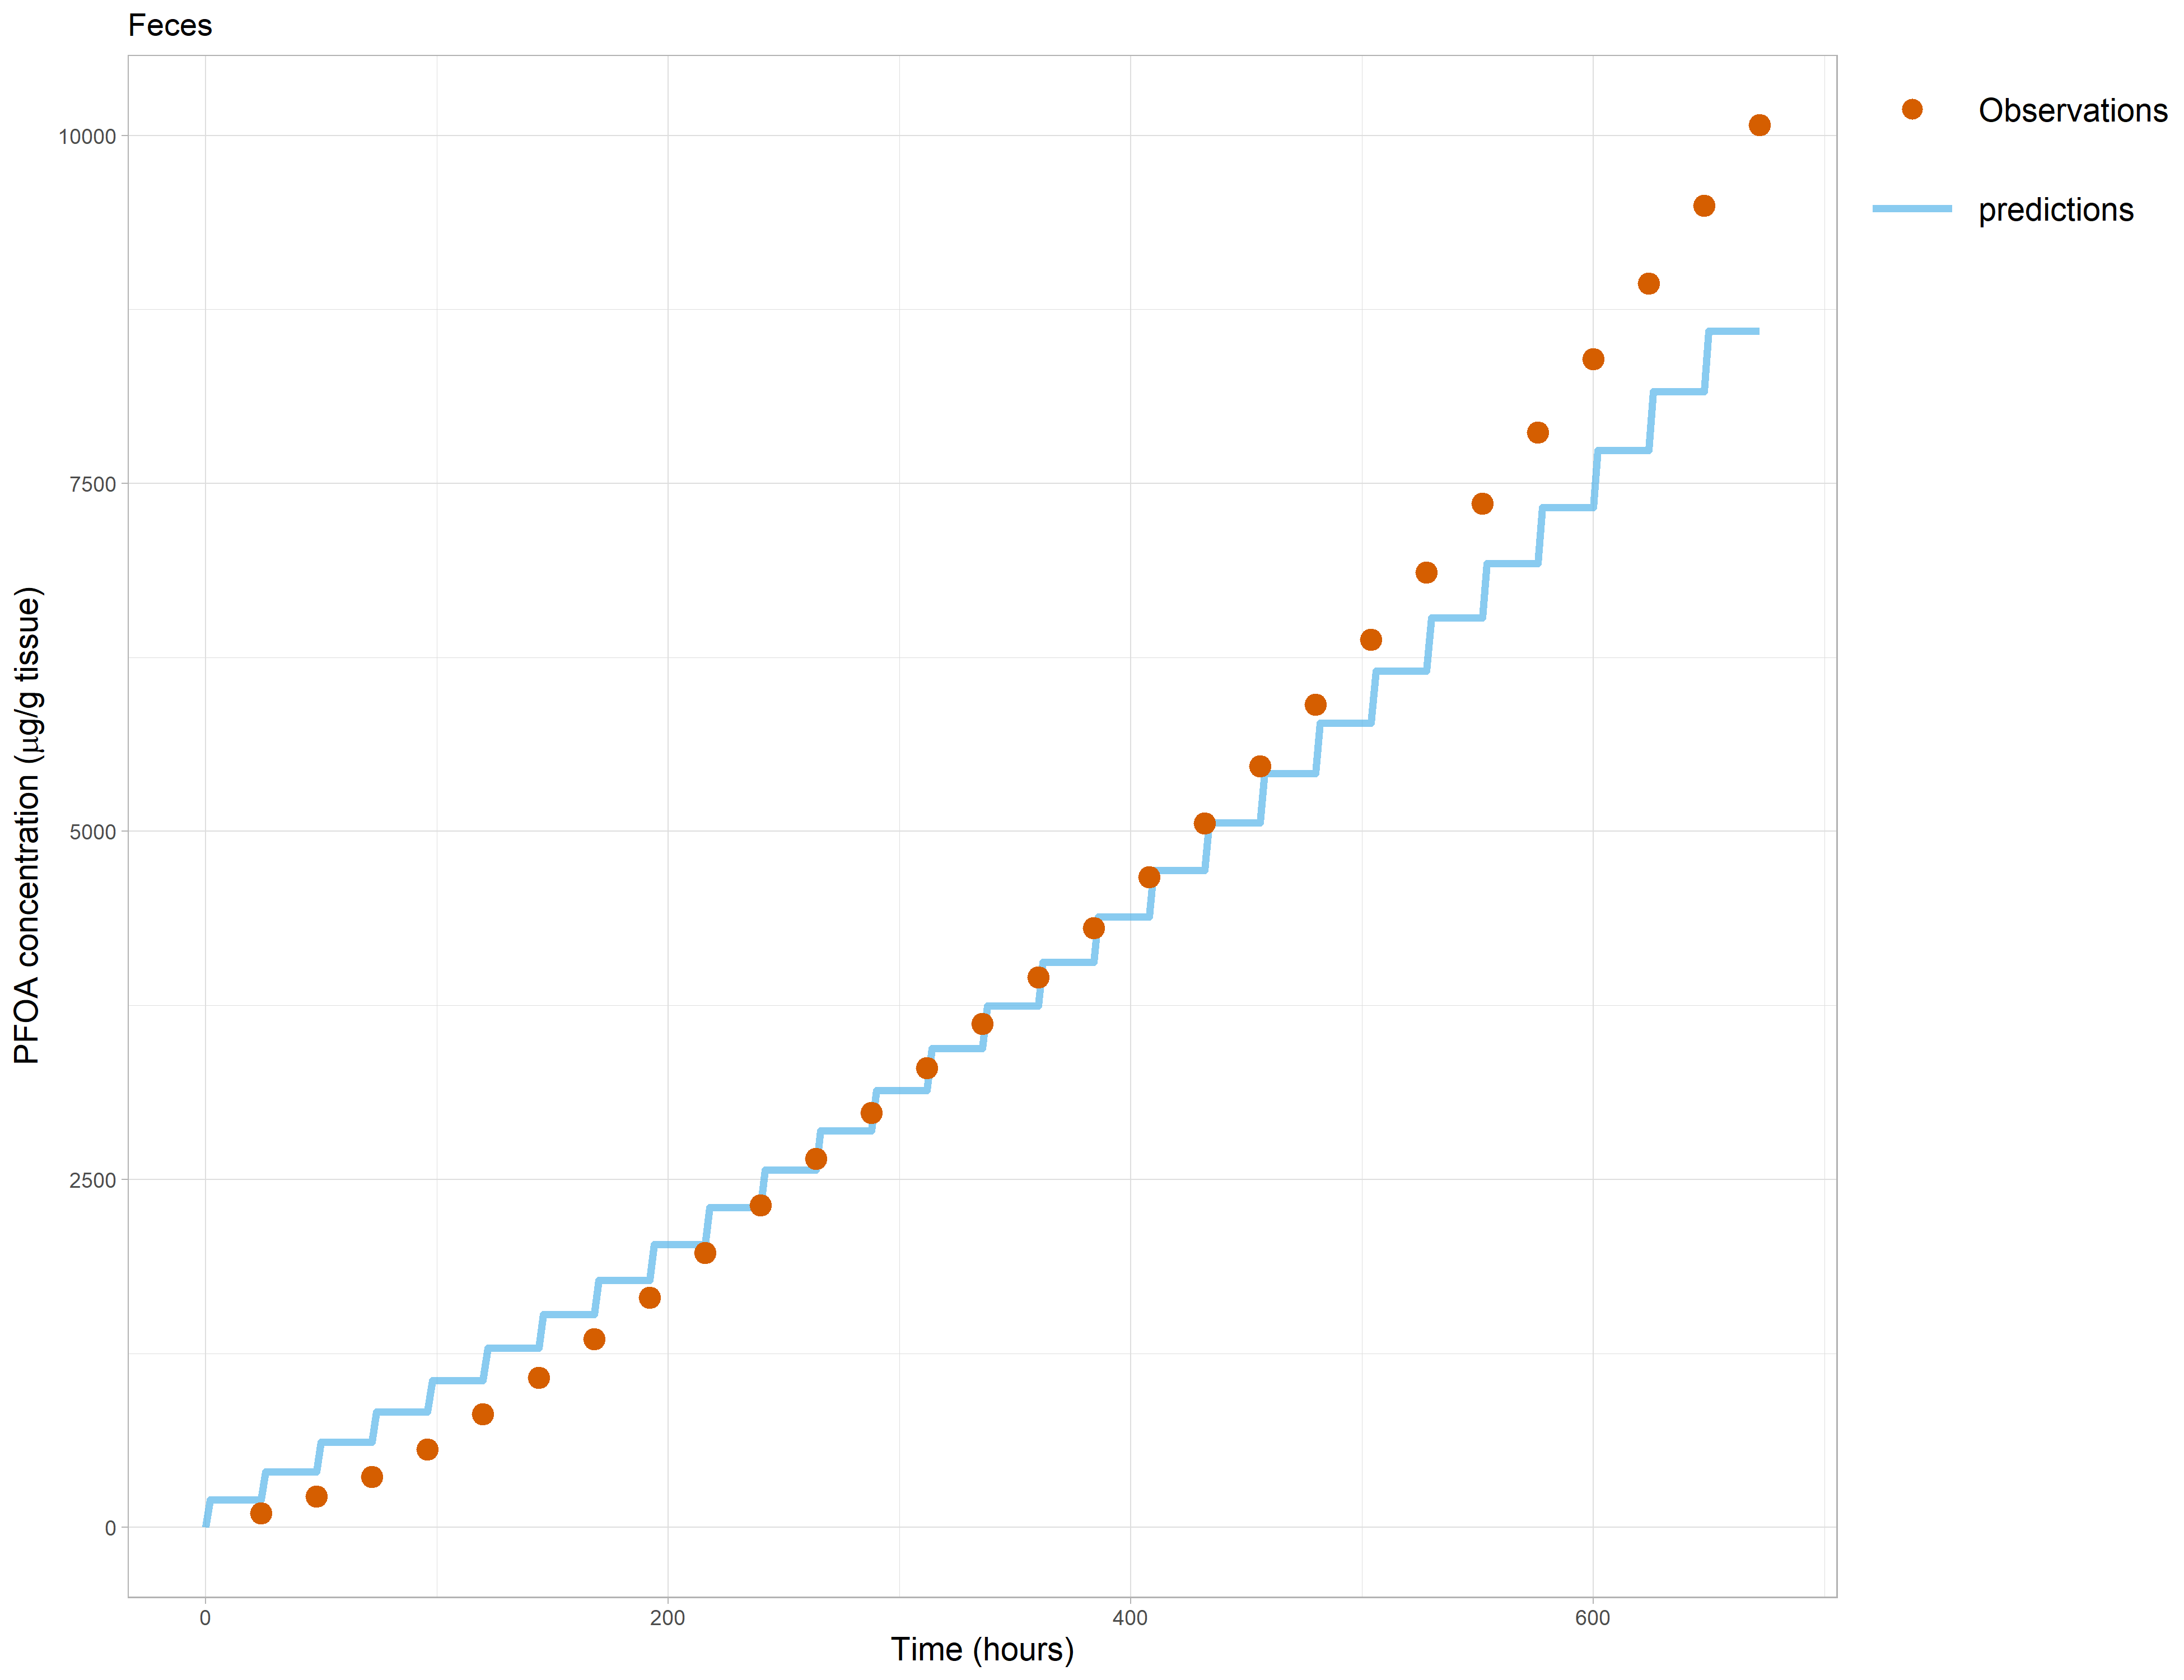 Feces
Observations
predictions
PFOA concentration (μg/g tissue)
10000
7500
5000
2500
0
0 200 400 600
Time (hours)